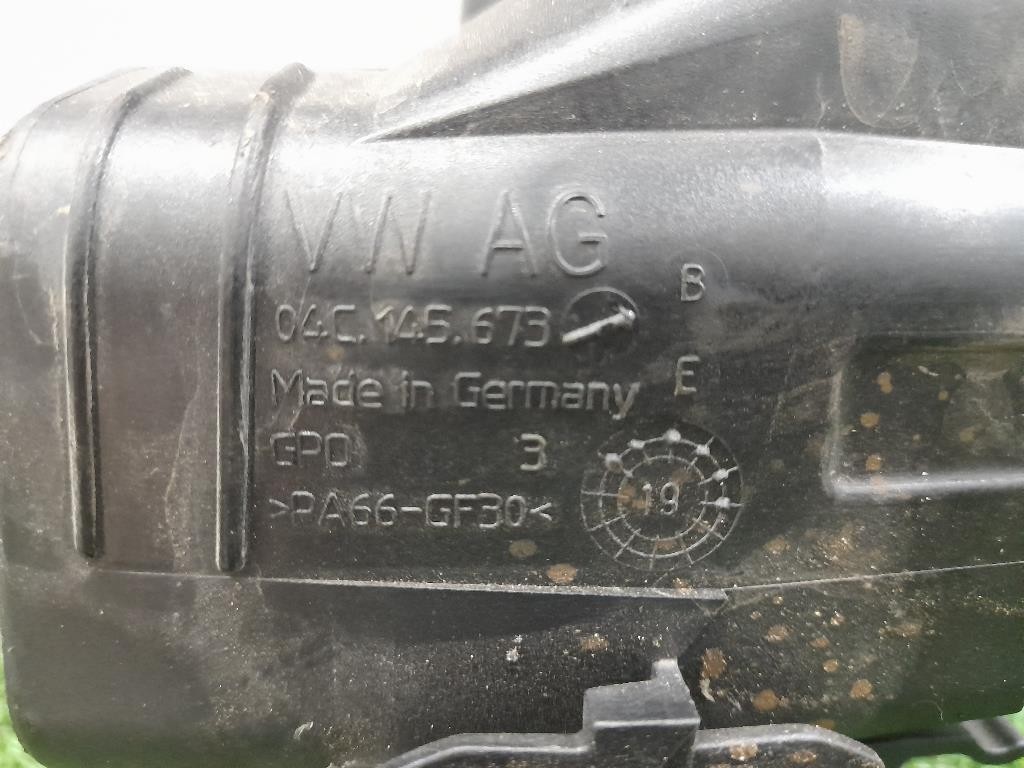 VW AG
B
04C.145.673
E
Made in Germany
GPO 3
19
>PA66-GF30<